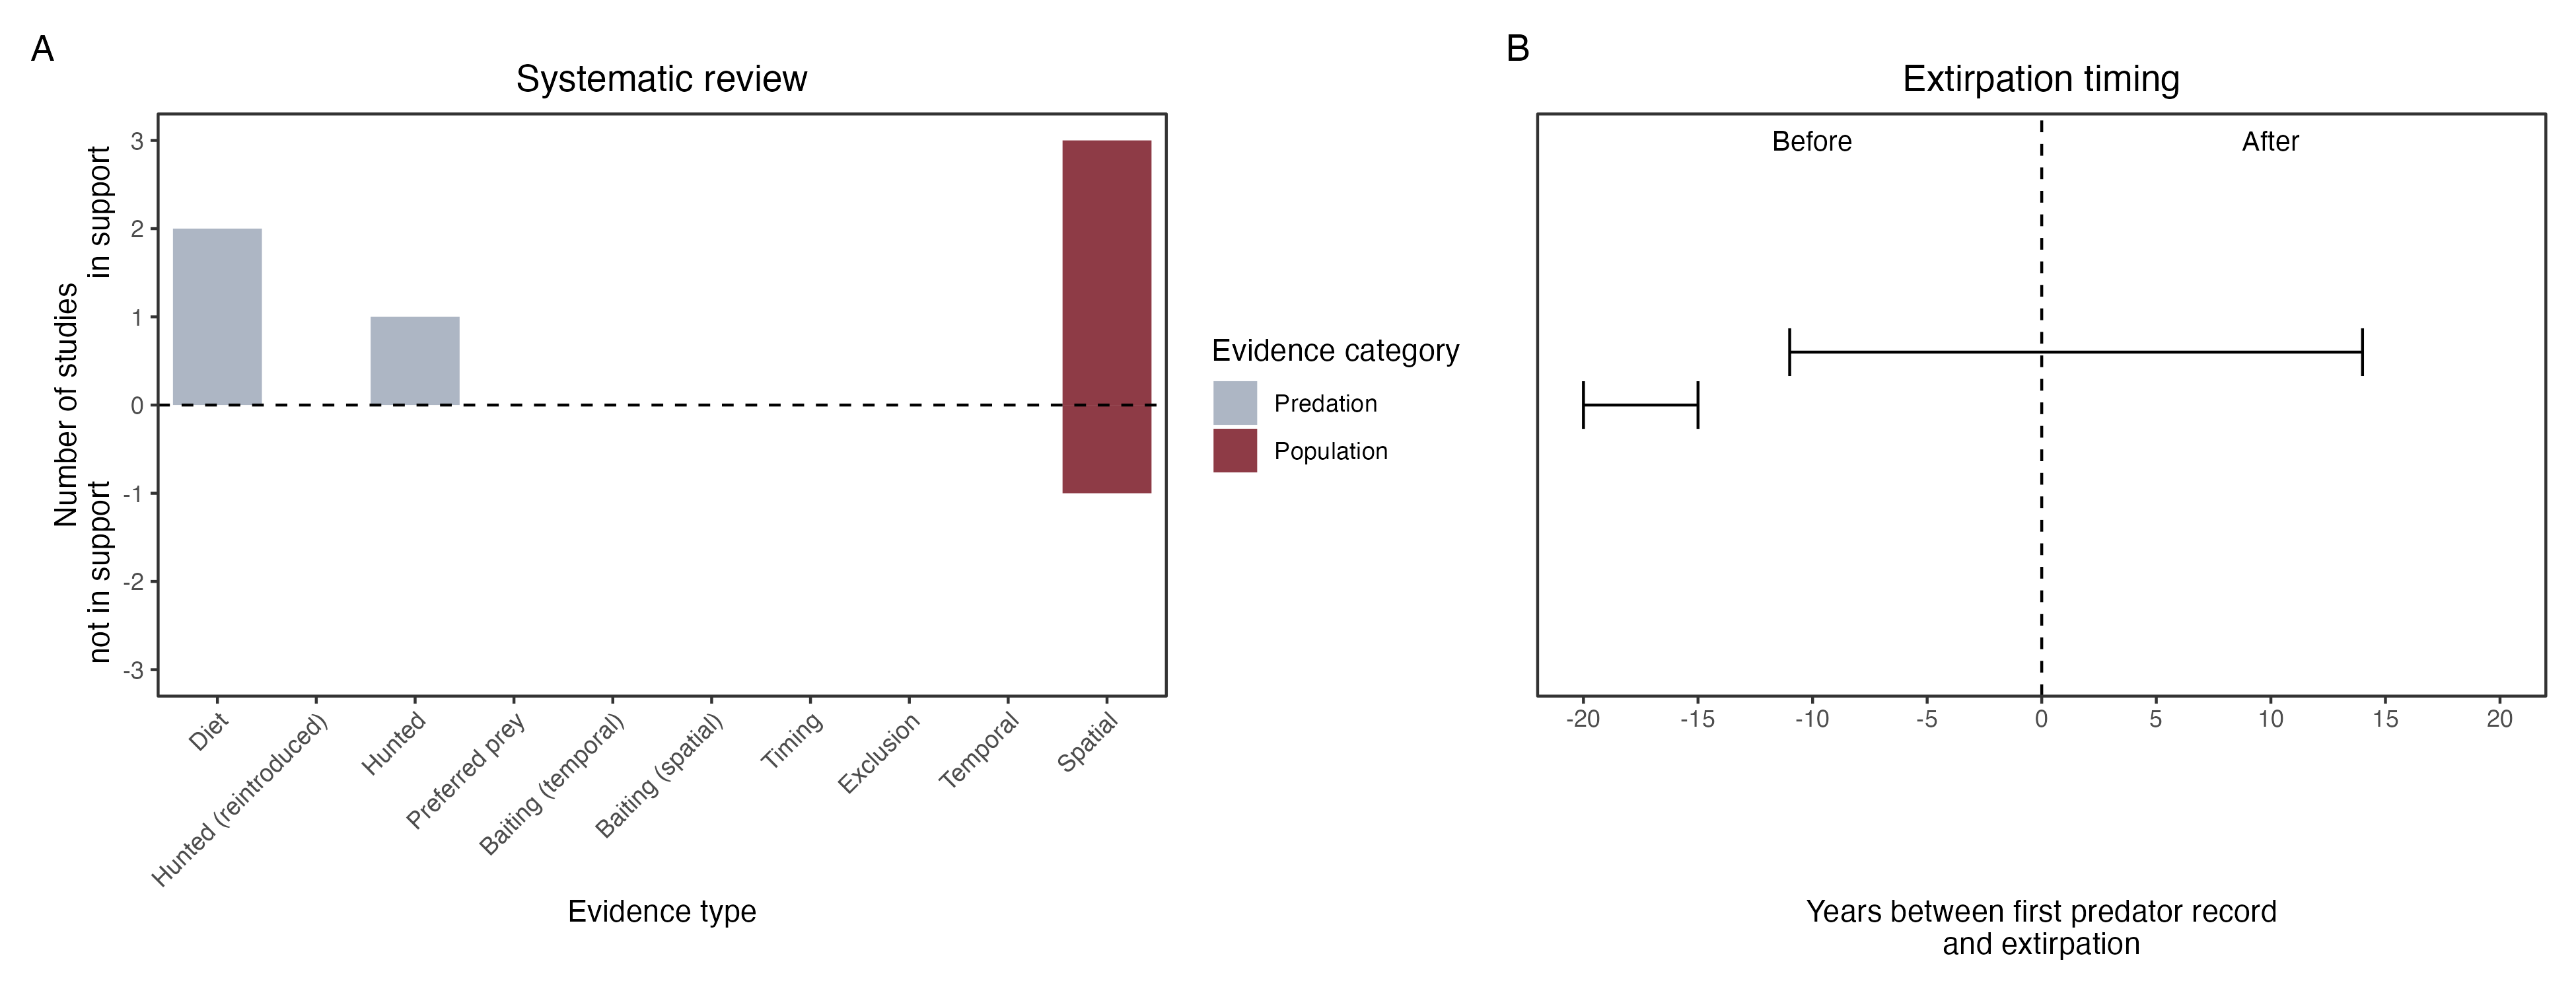 A
Systematic review
Number of studies
in support
not in support
3
2
1
0
-1
-2
-3
Diet
Hunted (reintroduced)
Hunted
Preferred prey
Baiting (temporal)
Baiting (spatial)
Timing
Exclusion
Temporal
Spatial
Evidence type
Evidence category
Predation
Population
B
Extirpation timing
Before
After
-20
-15
-10
-5
0
5
10
15
20
Years between first predator record
and extirpation